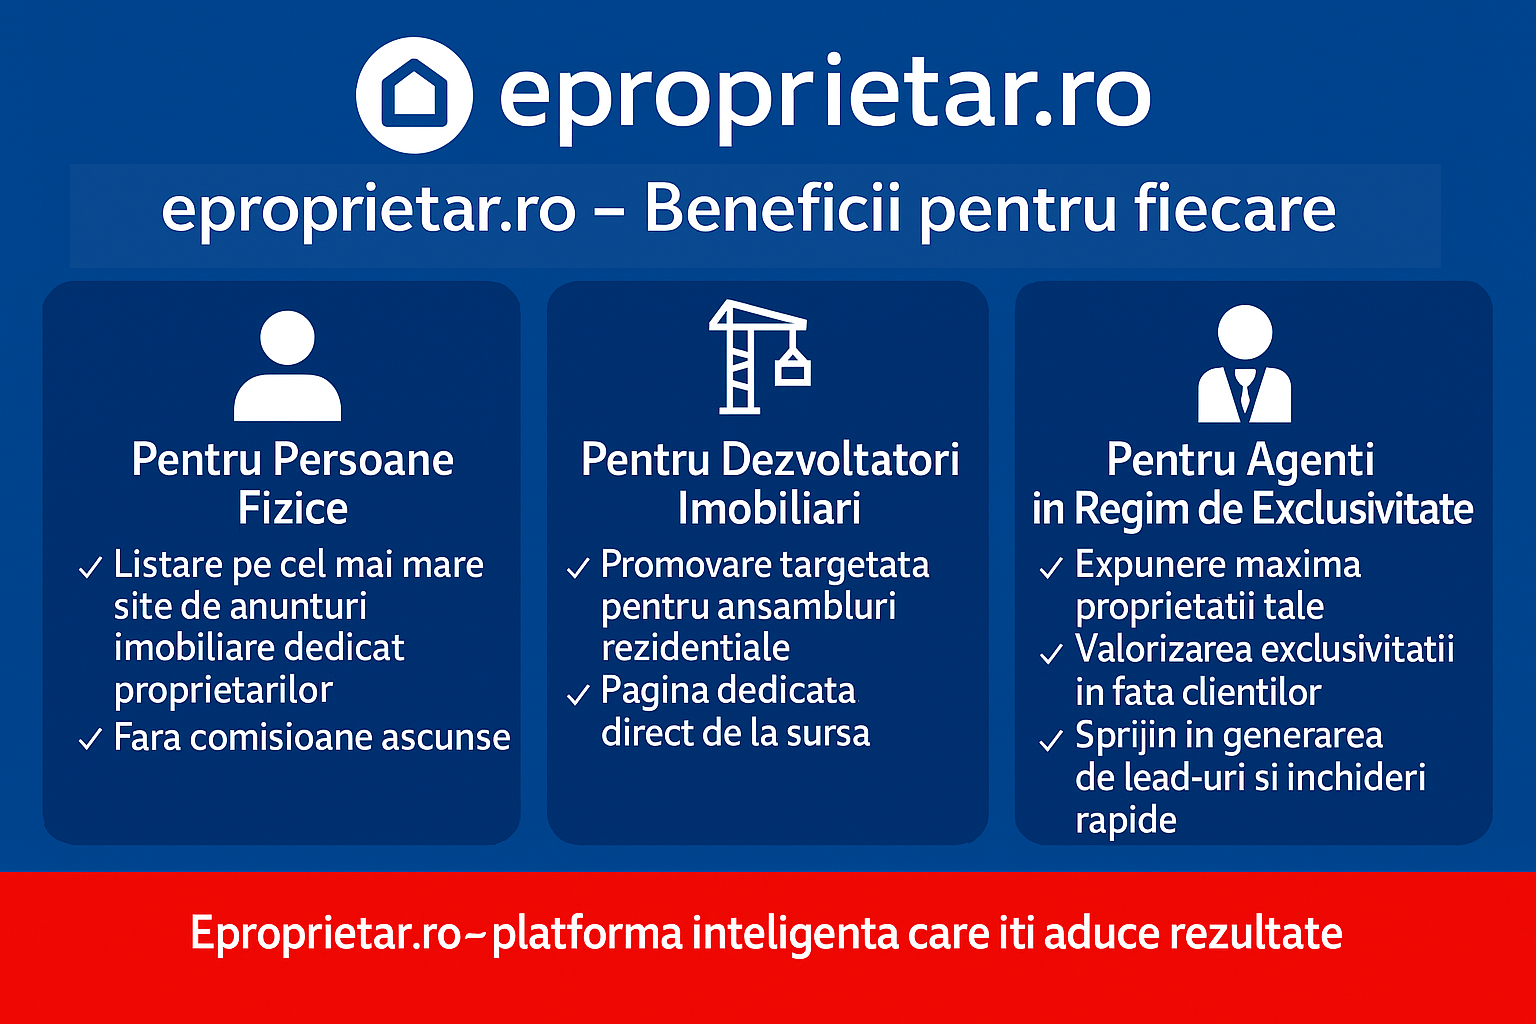 eproprietar.ro
eproprietar.ro – Beneficii pentru fiecare
Pentru Persoane
Fizice
✓ Listare pe cel mai mare
site de anunturi
imobiliare dedicat
proprietarilor
✓ Fara comisioane ascunse
Pentru Dezvoltatori
Imobiliari
✓ Promovare targetata
pentru ansambluri
rezidentiale
✓ Pagina dedicata
direct de la sursa
Pentru Agenti
in Regim de Exclusivitate
✓ Expunere maxima
proprietatii tale
✓ Valorizarea exclusivitatii
in fata clientilor
✓ Sprijin in generarea
de lead-uri si inchideri
rapide
Eproprietar.ro–platforma inteligenta care iti aduce rezultate